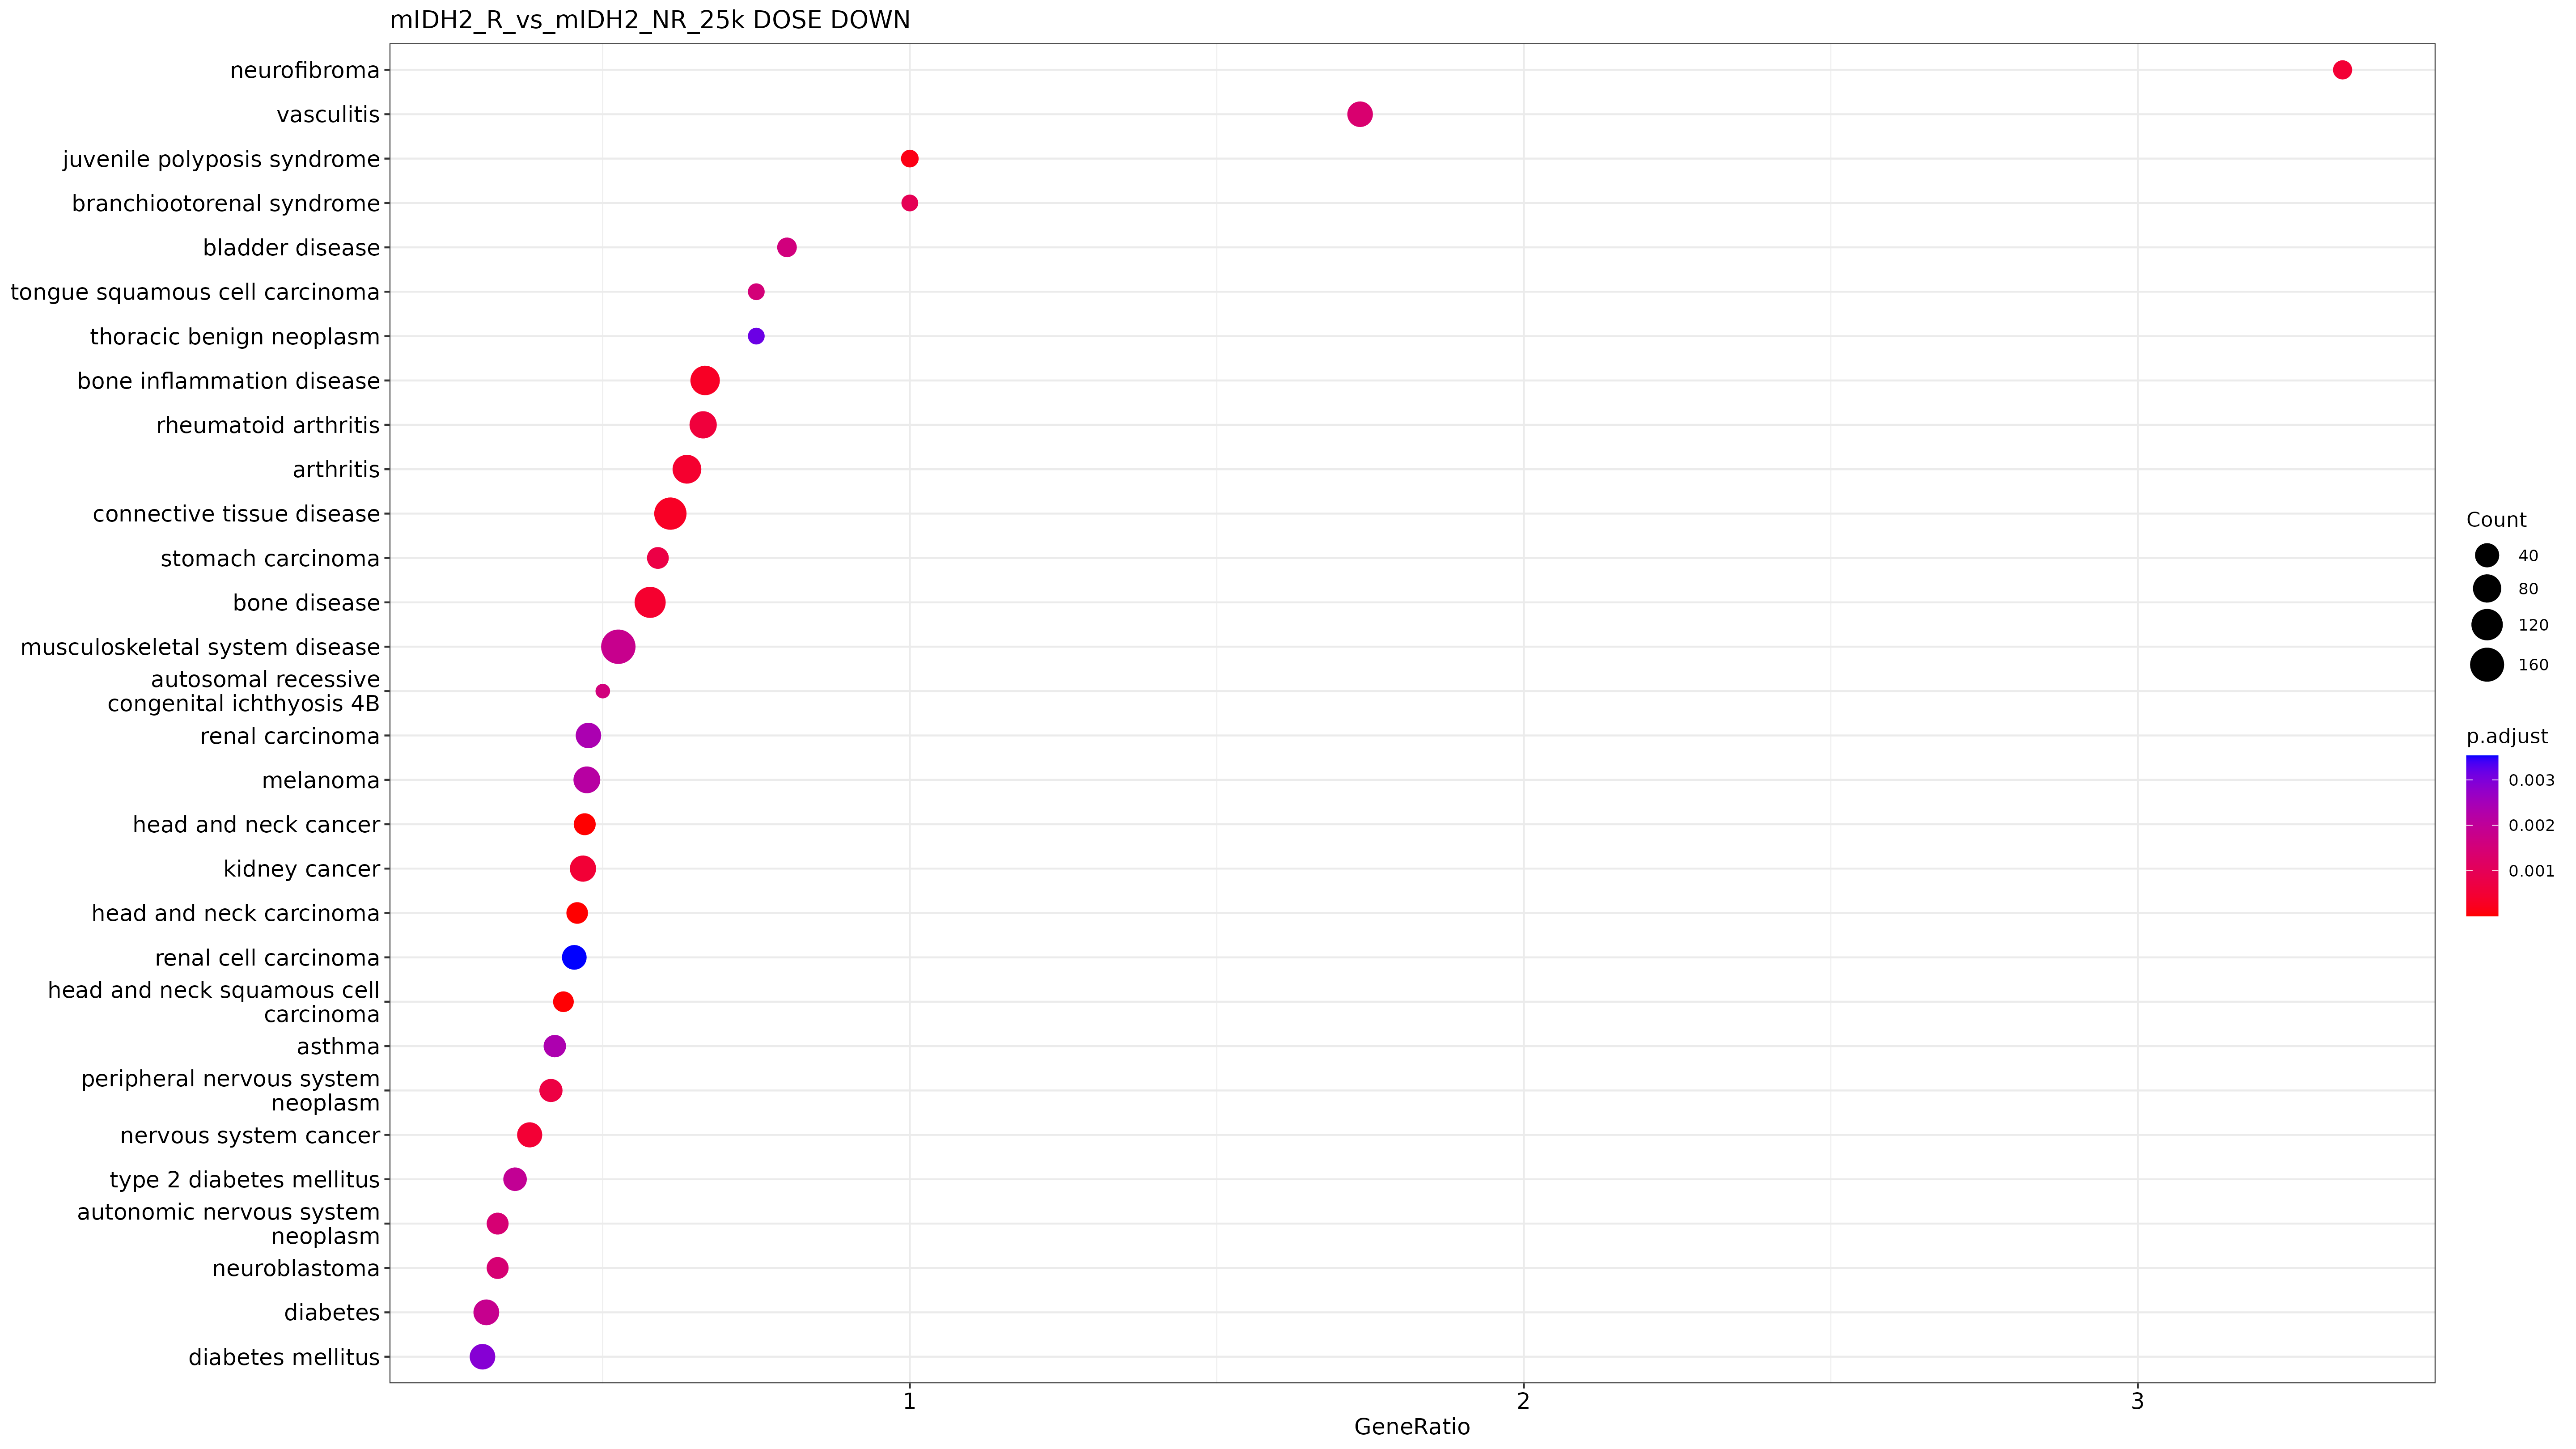 mIDH2_R_vs_mIDH2_NR_25k DOSE DOWN
neurofibroma
vasculitis
juvenile polyposis syndrome
branchiootorenal syndrome
bladder disease
tongue squamous cell carcinoma
thoracic benign neoplasm
bone inflammation disease
rheumatoid arthritis
arthritis
connective tissue disease
stomach carcinoma
bone disease
musculoskeletal system disease
autosomal recessive
congenital ichthyosis 4B
renal carcinoma
melanoma
head and neck cancer
kidney cancer
head and neck carcinoma
renal cell carcinoma
head and neck squamous cell
carcinoma
asthma
peripheral nervous system
neoplasm
nervous system cancer
type 2 diabetes mellitus
autonomic nervous system
neoplasm
neuroblastoma
diabetes
diabetes mellitus
1 2 3
GeneRatio
Count
40
80
120
160
p.adjust
0.003
0.002
0.001